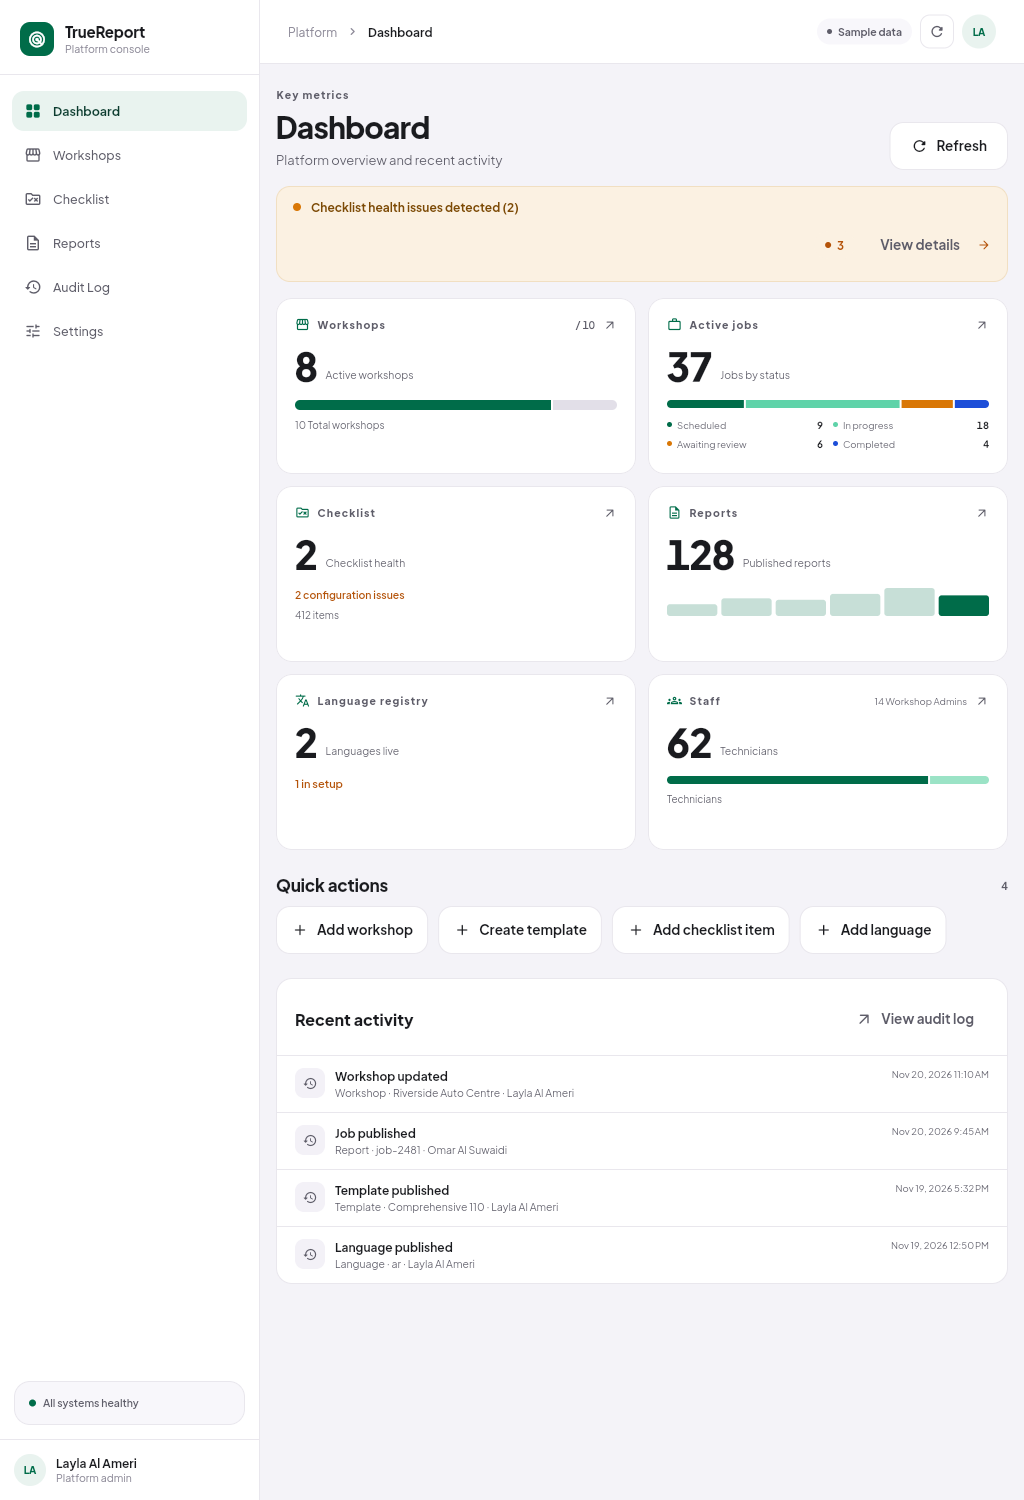 TrueReport
Platform console
Dashboard
Workshops
Checklist
Reports
Audit Log
Settings
All systems healthy
LA
Layla Al Ameri
Platform admin
Platform > Dashboard
Sample data
LA
Key metrics
Dashboard
Platform overview and recent activity
Refresh
Checklist health issues detected (2)
3 View details
Workshops / 10
8 Active workshops
10 Total workshops
Active jobs
37 Jobs by status
Scheduled 9 In progress 18
Awaiting review 6 Completed 4
Checklist
2 Checklist health
2 configuration issues
412 items
Reports
128 Published reports
Language registry
2 Languages live
1 in setup
Staff 14 Workshop Admins
62 Technicians
Technicians
Quick actions 4
Add workshop Create template Add checklist item Add language
Recent activity View audit log
Workshop updated Nov 20, 2026 11:10 AM
Workshop · Riverside Auto Centre · Layla Al Ameri
Job published Nov 20, 2026 9:45 AM
Report · job-2481 · Omar Al Suwaidi
Template published Nov 19, 2026 5:32 PM
Template · Comprehensive 110 · Layla Al Ameri
Language published Nov 19, 2026 12:50 PM
Language · ar · Layla Al Ameri